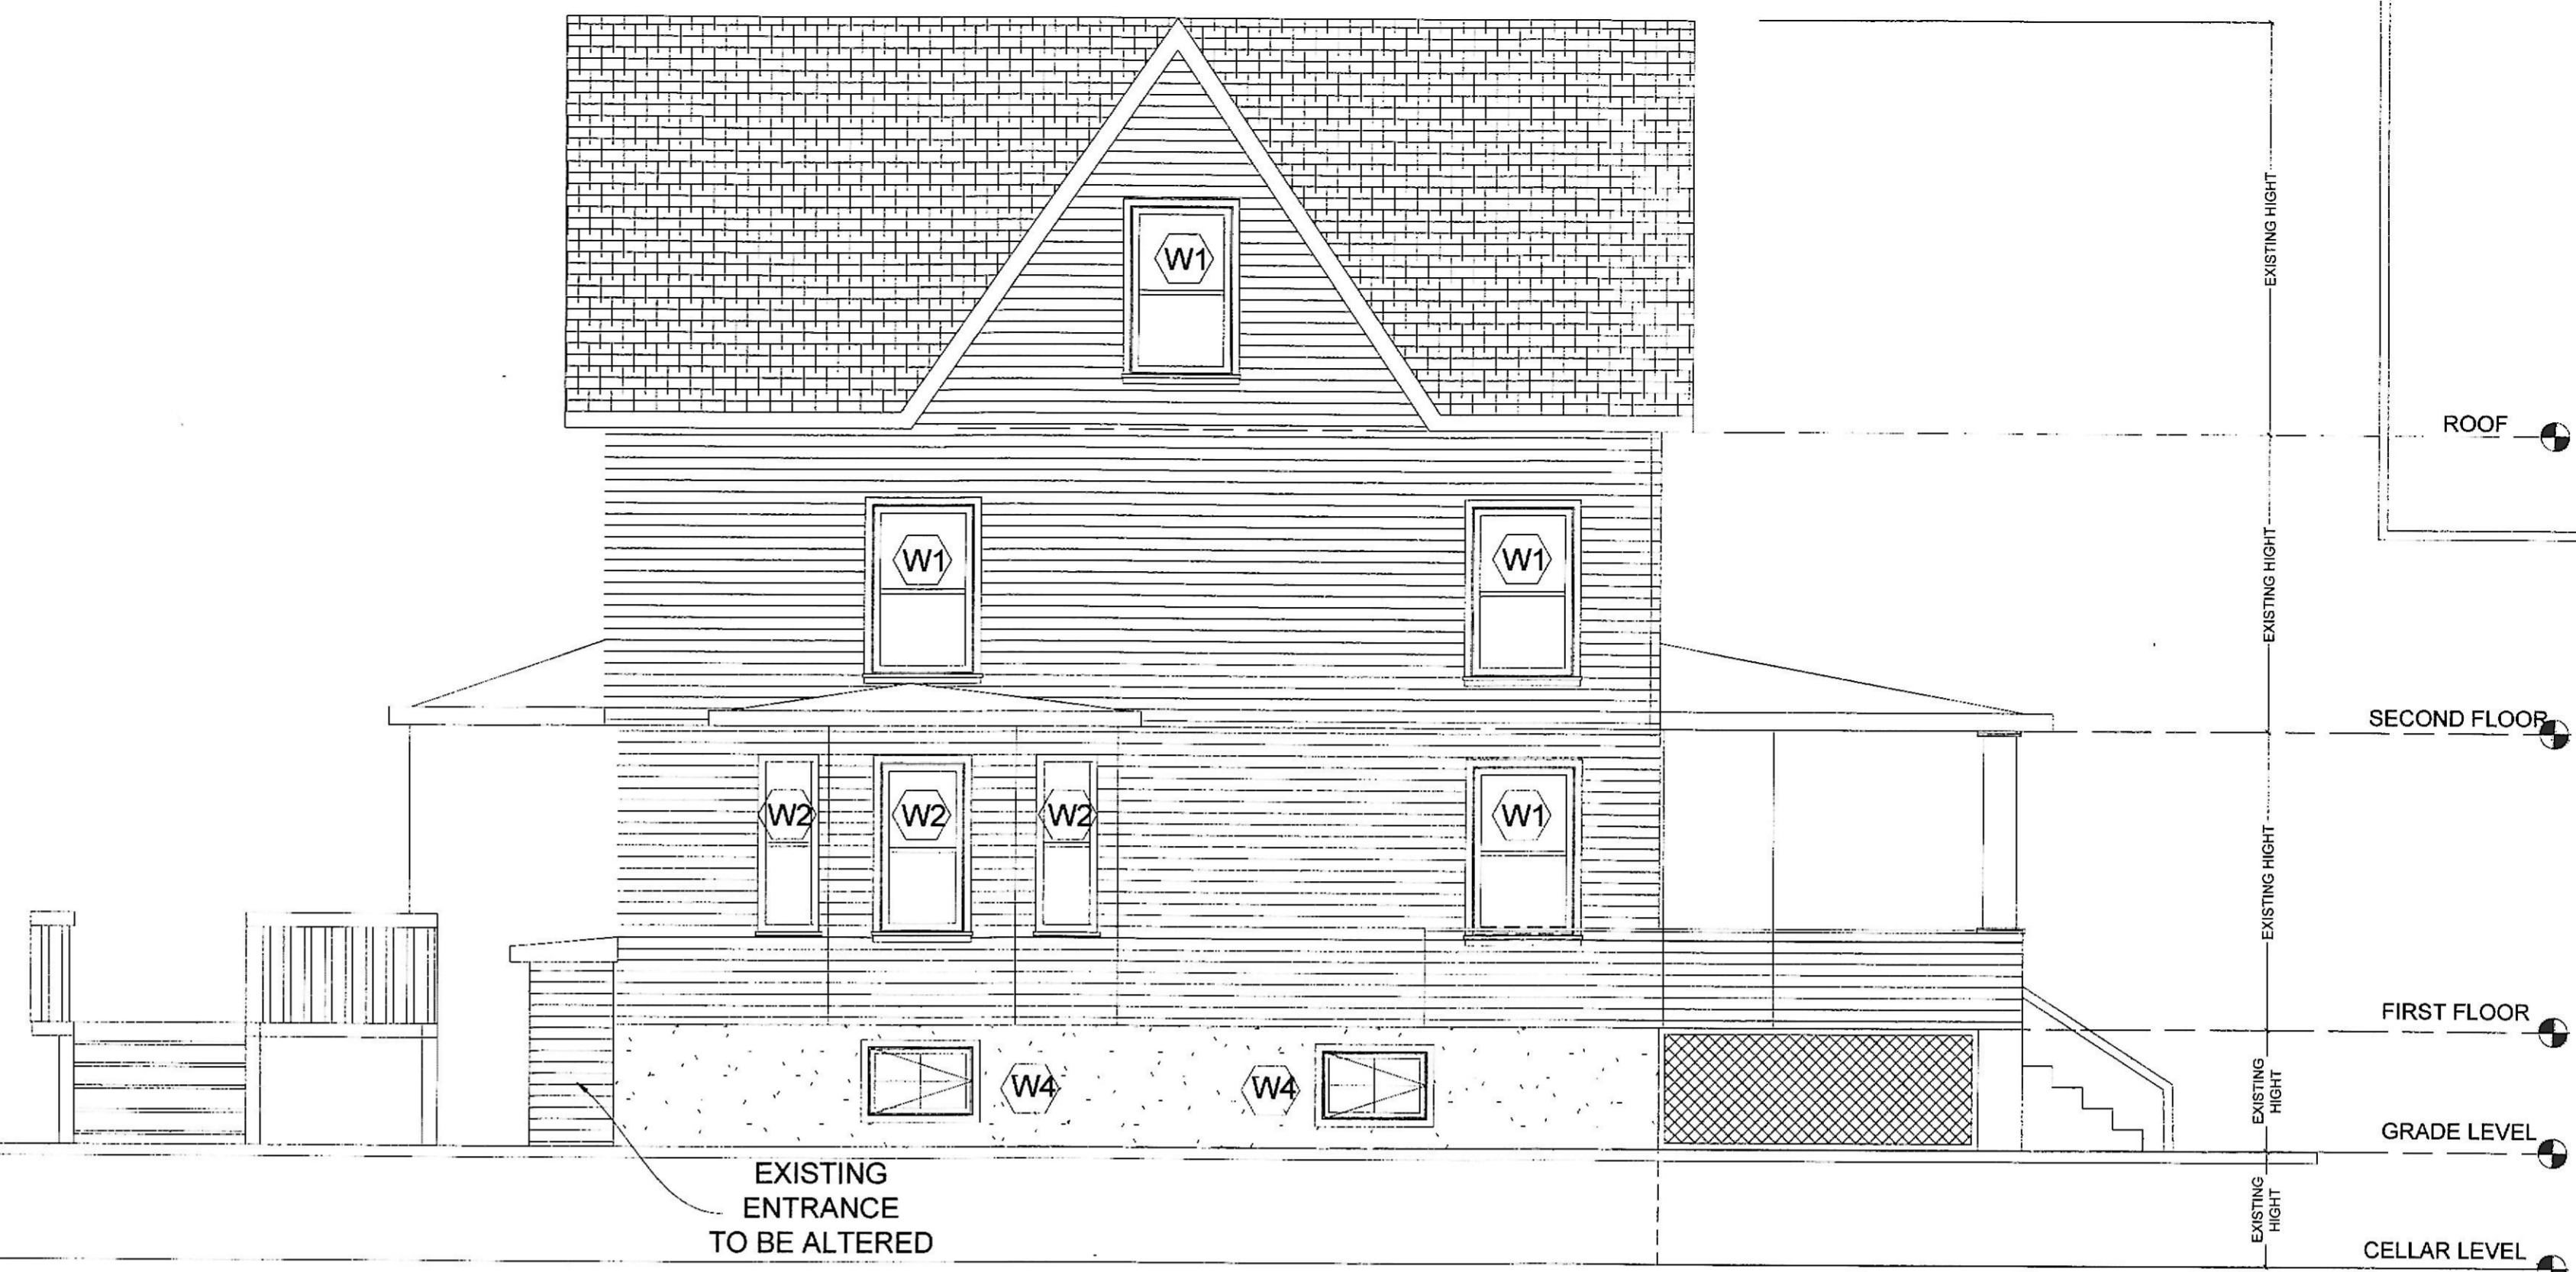 W1
EXISTING HIGHT
ROOF
W1
W1
EXISTING HIGHT
SECOND FLOOR
W2
W2
W2
W1
EXISTING HIGHT
FIRST FLOOR
W4
W4
EXISTING
HIGHT
GRADE LEVEL
EXISTING
ENTRANCE
TO BE ALTERED
EXISTING
HIGHT
CELLAR LEVEL